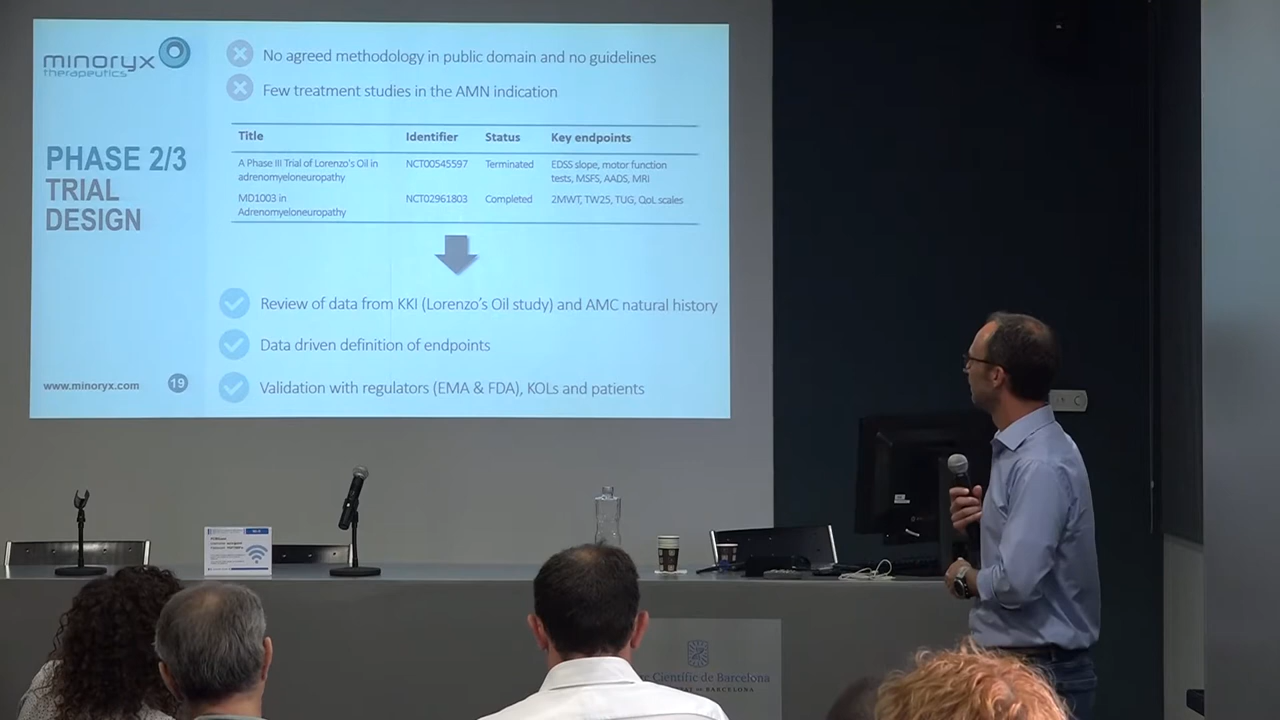 minoryx
therapeutics
PHASE 2/3
TRIAL
DESIGN
www.minoryx.com
19
No agreed methodology in public domain and no guidelines
Few treatment studies in the AMN indication
Title Identifier Status Key endpoints
A Phase III Trial of Lorenzo's Oil in NCT00545597 Terminated EDSS slope, motor function
adrenomyeloneuropathy tests, MSFS, AADS, MRI
MD1003 in NCT02961803 Completed 2MWT, TW25, TUG, QoL scales
Adrenomyeloneuropathy
Review of data from KKI (Lorenzo's Oil study) and AMC natural history
Data driven definition of endpoints
Validation with regulators (EMA & FDA), KOLs and patients
Científic de Barcelona
DE BARCELONA